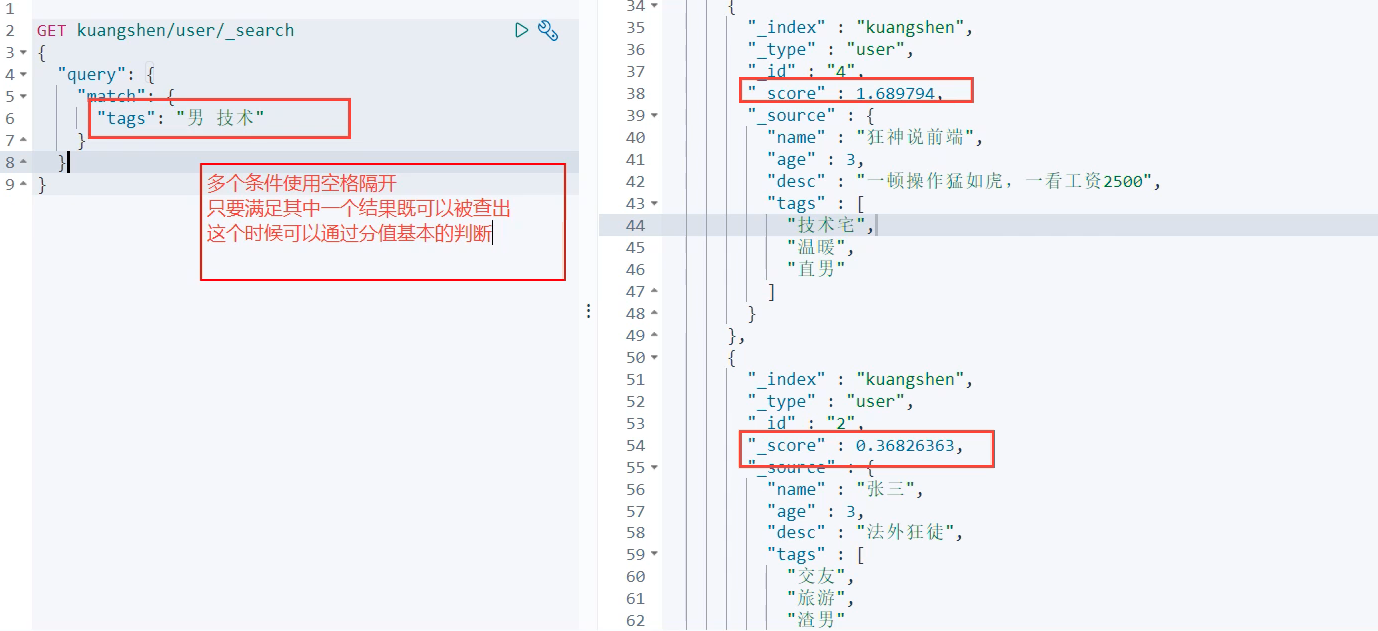 1
2 GET kuangshen/user/_search
3 {
4 "query": {
5 "match": {
6 "tags": "男 技术"
7 }
8 }
9 }
多个条件使用空格隔开
只要满足其中一个结果既可以被查出
这个时候可以通过分值基本的判断
34 {
35 "_index" : "kuangshen",
36 "_type" : "user",
37 "_id" : "4",
38 "_score" : 1.689794,
39 "_source" : {
40 "name" : "狂神说前端",
41 "age" : 3,
42 "desc" : "一顿操作猛如虎，一看工资2500",
43 "tags" : [
44 "技术宅",
45 "温暖",
46 "直男"
47 ]
48 }
49 },
50 {
51 "_index" : "kuangshen",
52 "_type" : "user",
53 "_id" : "2",
54 "_score" : 0.36826363,
55 "_source" : {
56 "name" : "张三",
57 "age" : 3,
58 "desc" : "法外狂徒",
59 "tags" : [
60 "交友",
61 "旅游",
62 "渣男"